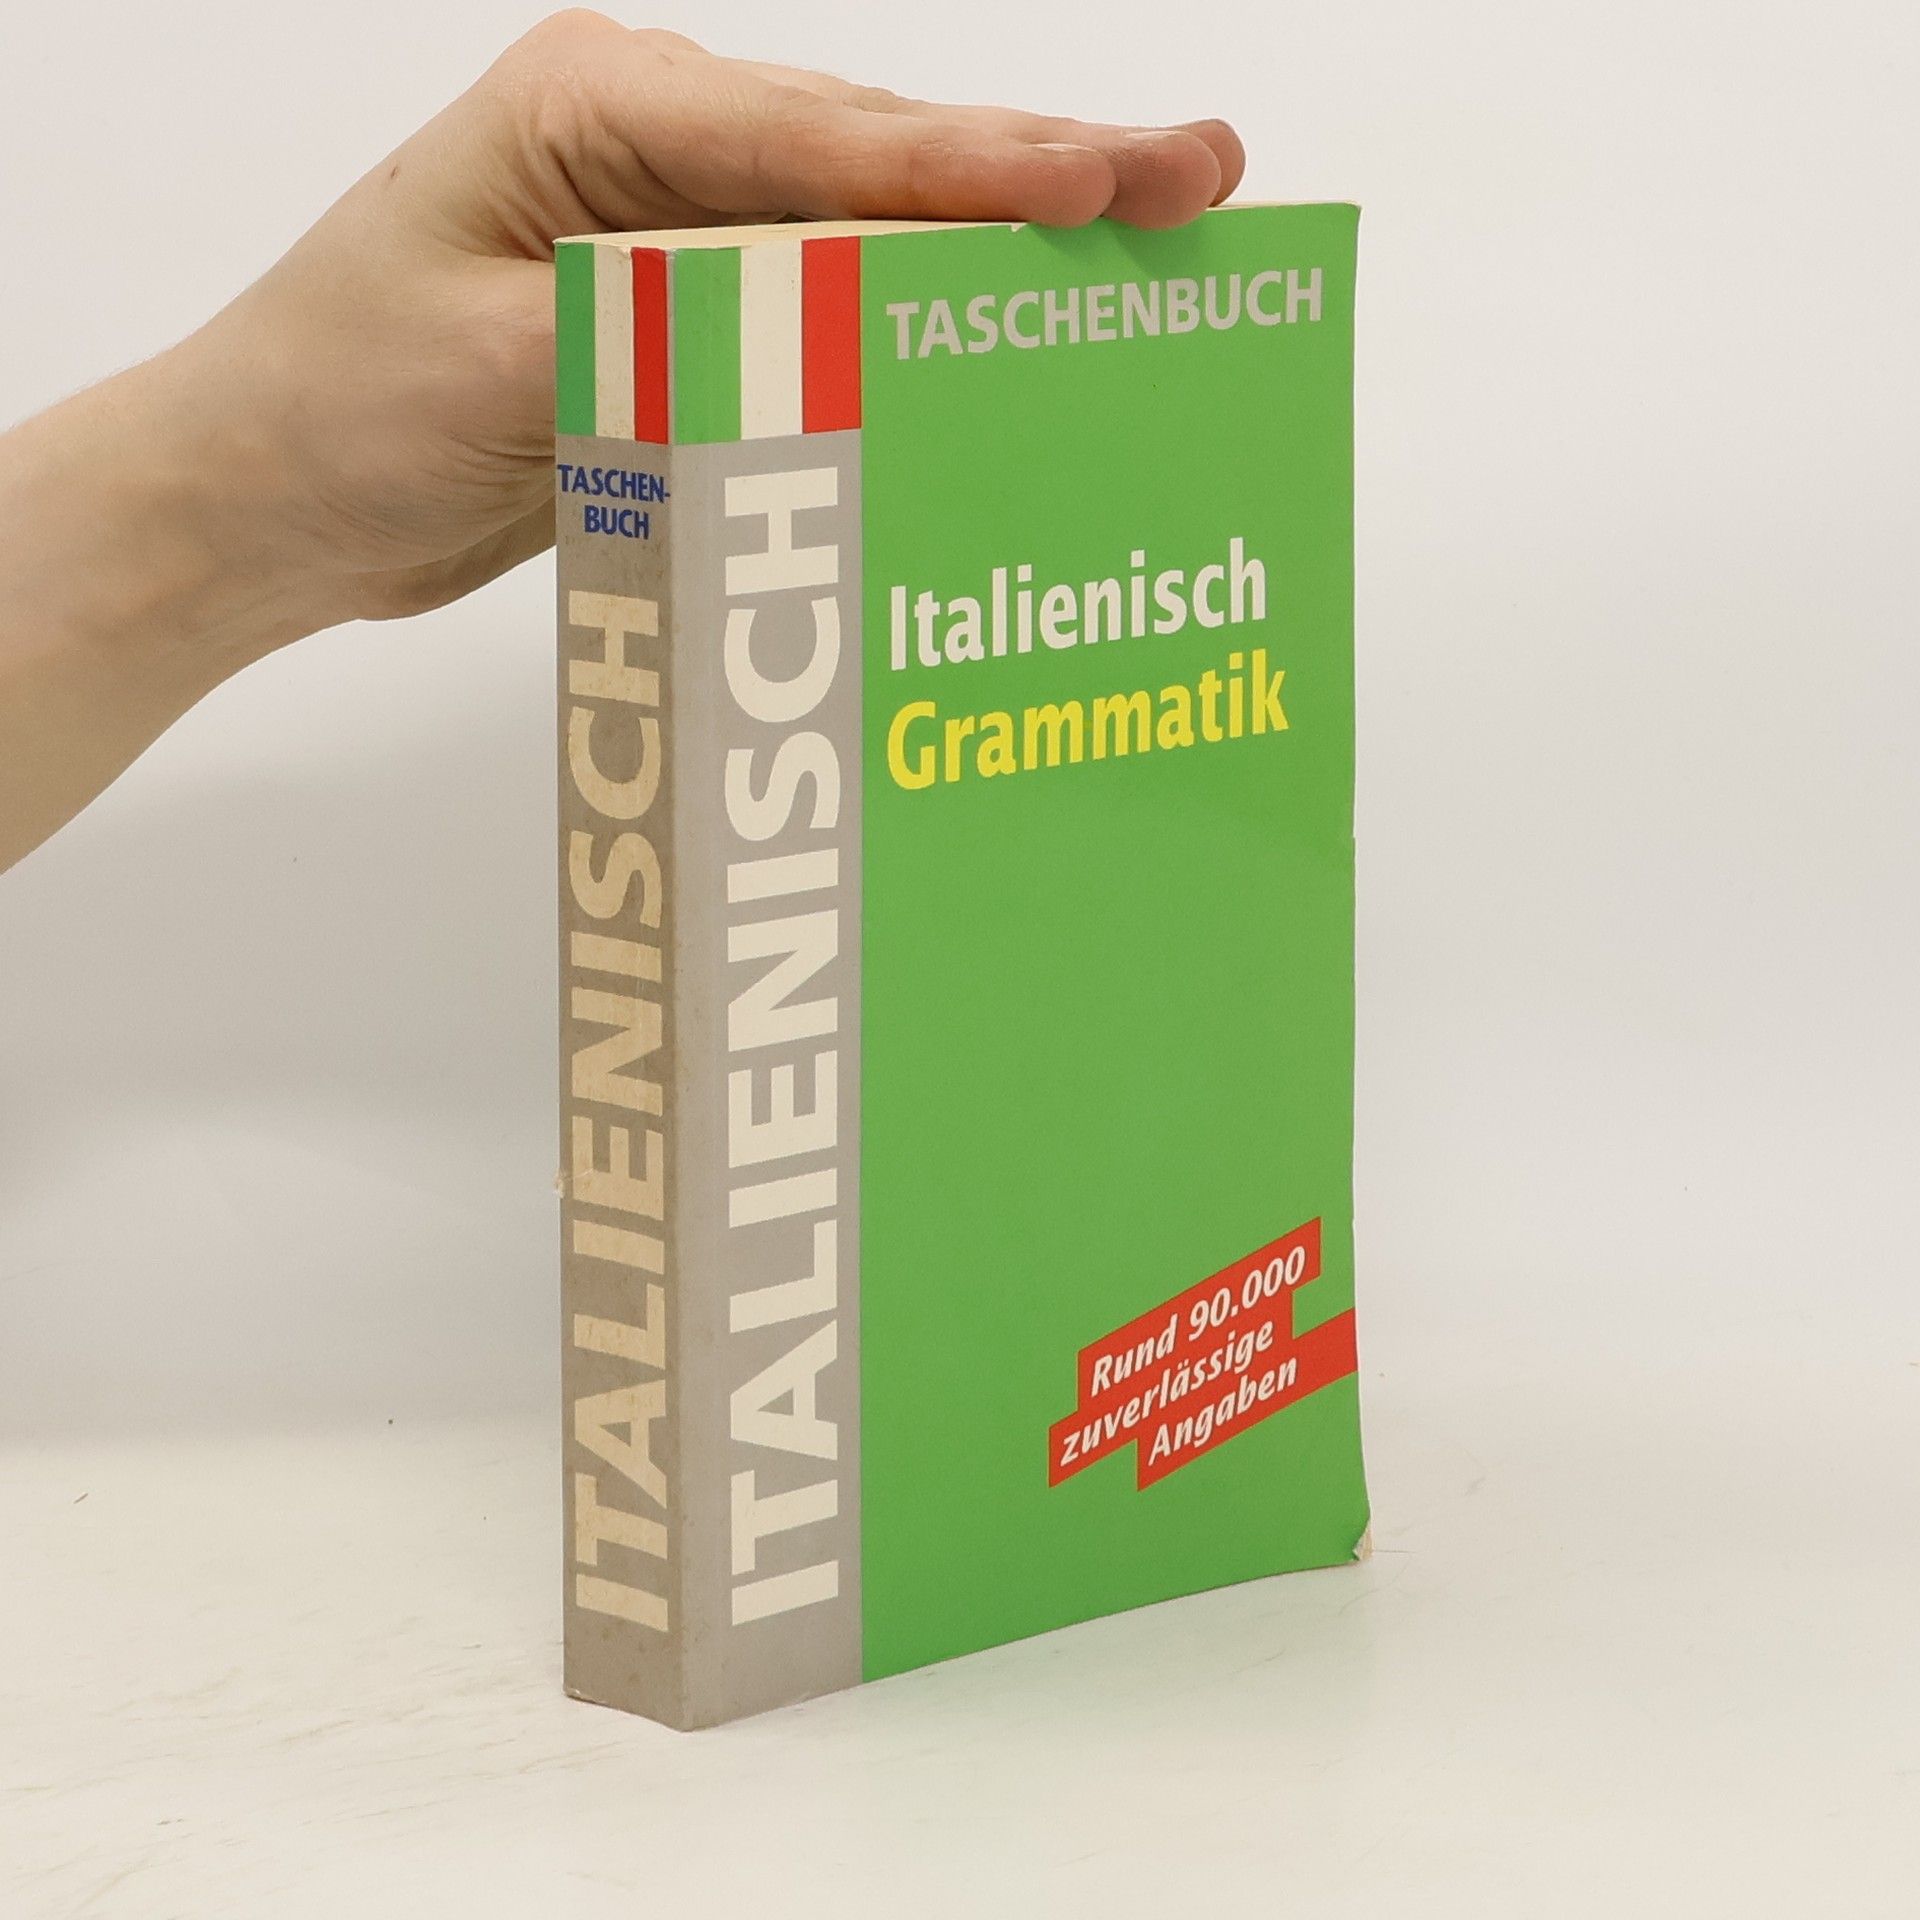 TASCHEN-
BUCH
ITALIENISCH
ITALIENISCH
TASCHENBUCH
Italienisch
Grammatik
Rund 90.000
zuverlässige
Angaben